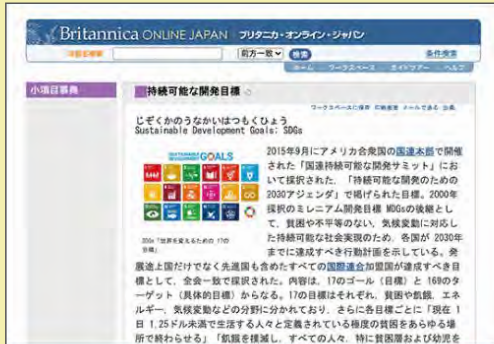 Britannica ONLINE JAPAN ブリタニカ・オンライン・ジャパン
前方一致 検索 条件検索
ホーム ワークスペース ガイドツアー ヘルプ
小項目事典
持続可能な開発目標
じぞくかのうなかいはつもくひょう
Sustainable Development Goals: SDGs
SUSTAINABLE DEVELOPMENT GOALS
SDGs「世界を変えるための 17の
目標」
2015年9月にアメリカ合衆国の国連本部で開催
された「国連持続可能な開発サミット」にお
いて採択された，「持続可能な開発のための
2030アジェンダ」で掲げられた目標。2000年
採択のミレニアム開発目標 MDGsの後継とし
て，貧困や不平等のない，気候変動に対応し
た持続可能な社会実現のため，各国が 2030年
までに達成すべき行動計画を示している。発
展途上国だけでなく先進国も含めたすべての国際連合加盟国が達成すべき目
標として，全会一致で採択された。内容は，17のゴール（目標）と 169のタ
ーゲット（具体的目標）からなる。17の目標はそれぞれ，貧困や飢餓，エネ
ルギー，気候変動などの分野に分かれており，さらに各目標ごとに「現在 1
日 1.25ドル未満で生活する人々と定義されている極度の貧困をあらゆる場
所で終わらせる」「飢餓を撲滅し，すべての人，特に貧困層および幼児を